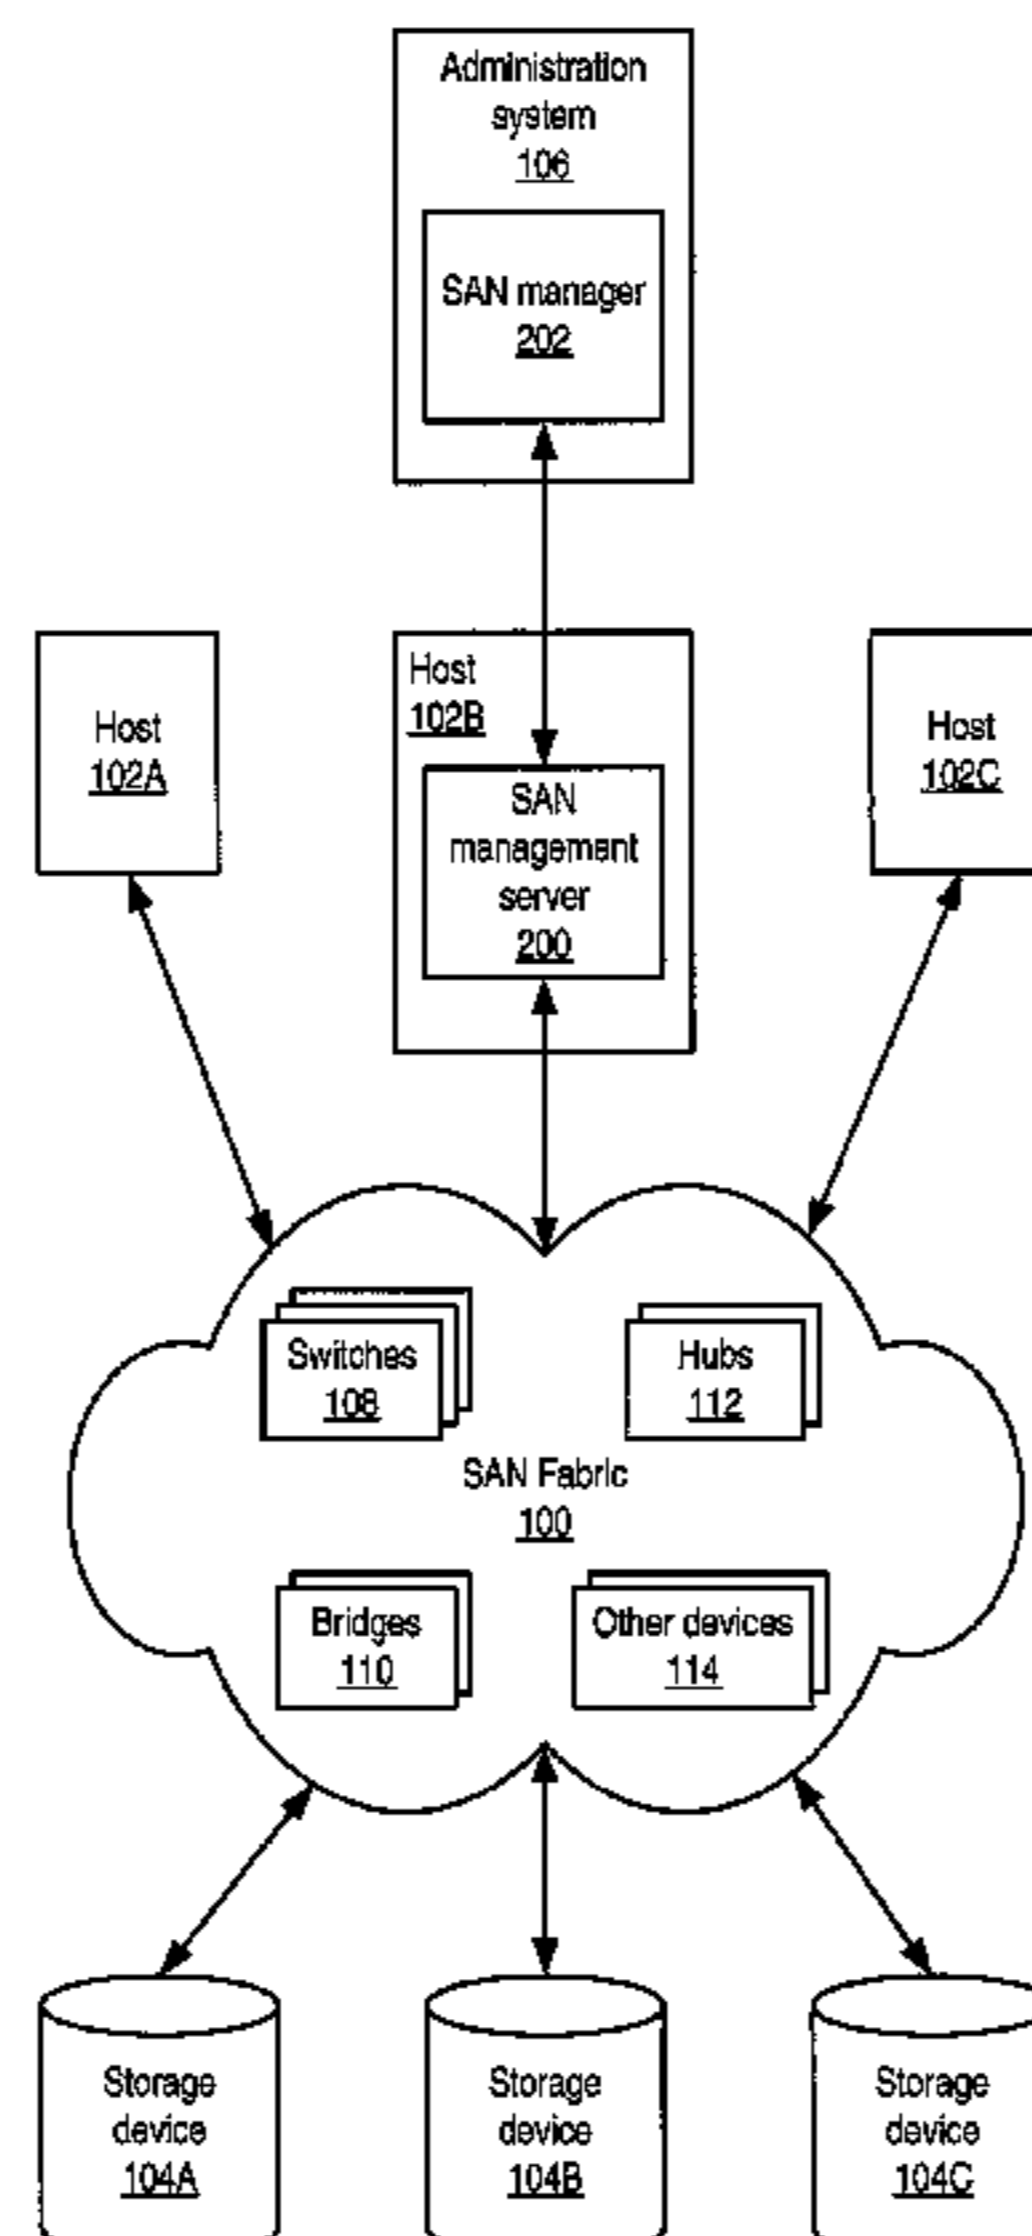 Administration
system
106
SAN manager
202
Host
102A
Host
102B
SAN
management
server
200
Host
102C
Switches
108
Hubs
112
SAN Fabric
100
Bridges
110
Other devices
114
Storage
device
104A
Storage
device
104B
Storage
device
104C